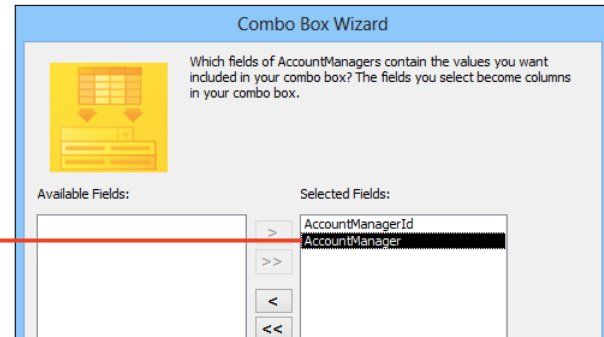 Combo Box Wizard
Which fields of AccountManagers contain the values you want
included in your combo box? The fields you select become columns
in your combo box.
Available Fields:
Selected Fields:
AccountManagerId
AccountManager
>
>>
<
<<